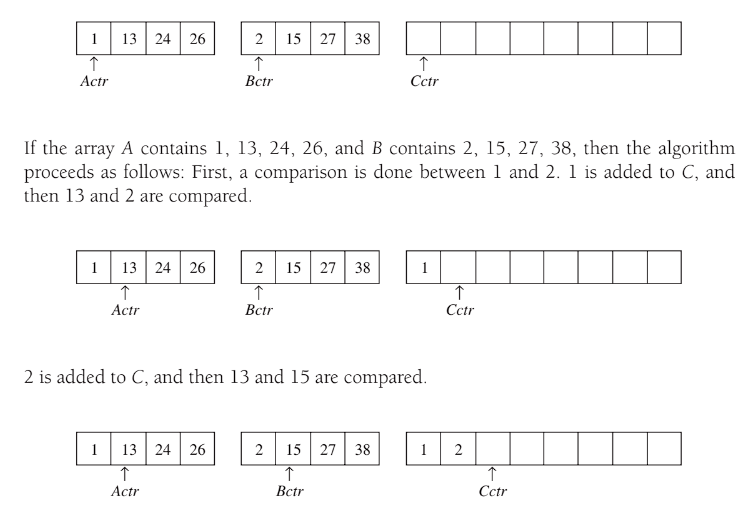 1 13 24 26 2 15 27 38
Actr Bctr Cctr
If the array A contains 1, 13, 24, 26, and B contains 2, 15, 27, 38, then the algorithm
proceeds as follows: First, a comparison is done between 1 and 2. 1 is added to C, and
then 13 and 2 are compared.
1 13 24 26 2 15 27 38 1
Actr Bctr Cctr
2 is added to C, and then 13 and 15 are compared.
1 13 24 26 2 15 27 38 1 2
Actr Bctr Cctr